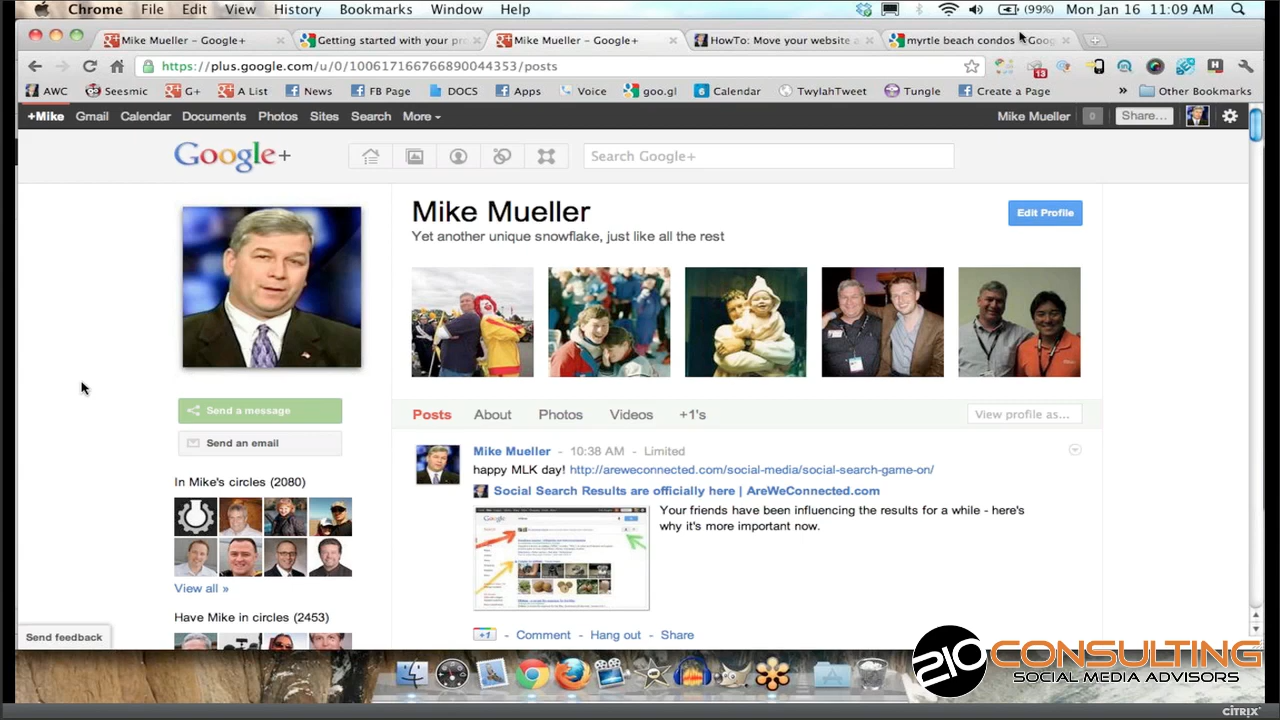 Chrome File Edit View History Bookmarks Window Help (99%) Mon Jan 16 11:09 AM
Mike Mueller – Google+ Getting started with your pr Mike Mueller – Google+ HowTo: Move your website a myrtle beach condos - Goog
https://plus.google.com/u/0/100617166766890044353/posts 13
AWC Seesmic G+ A List News FB Page DOCS Apps Voice goo.gl Calendar TwylahTweet Tungle Create a Page » Other Bookmarks
+Mike Gmail Calendar Documents Photos Sites Search More Mike Mueller 0 Share...
Google+ Search Google+
Mike Mueller
Edit Profile
Yet another unique snowflake, just like all the rest
Posts About Photos Videos +1's View profile as...
Send a message
Send an email
In Mike's circles (2080)
View all »
Have Mike in circles (2453)
Send feedback
Mike Mueller - 10:38 AM - Limited
happy MLK day! http://areweconnected.com/social-media/social-search-game-on/
Social Search Results are officially here | AreWeConnected.com
Your friends have been influencing the results for a while - here's
why it's more important now.
+1 - Comment - Hang out - Share
210 CONSULTING
SOCIAL MEDIA ADVISORS
CITRIX